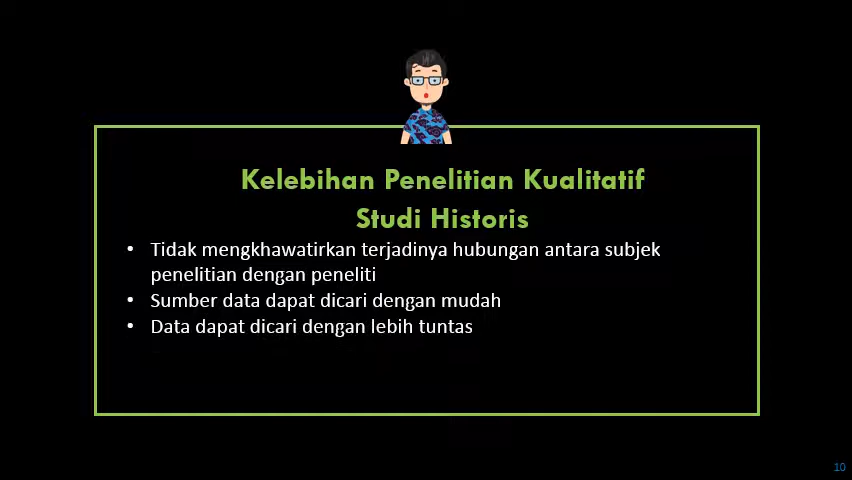 Kelebihan Penelitian Kualitatif
Studi Historis
• Tidak mengkhawatirkan terjadinya hubungan antara subjek
penelitian dengan peneliti
• Sumber data dapat dicari dengan mudah
• Data dapat dicari dengan lebih tuntas
10